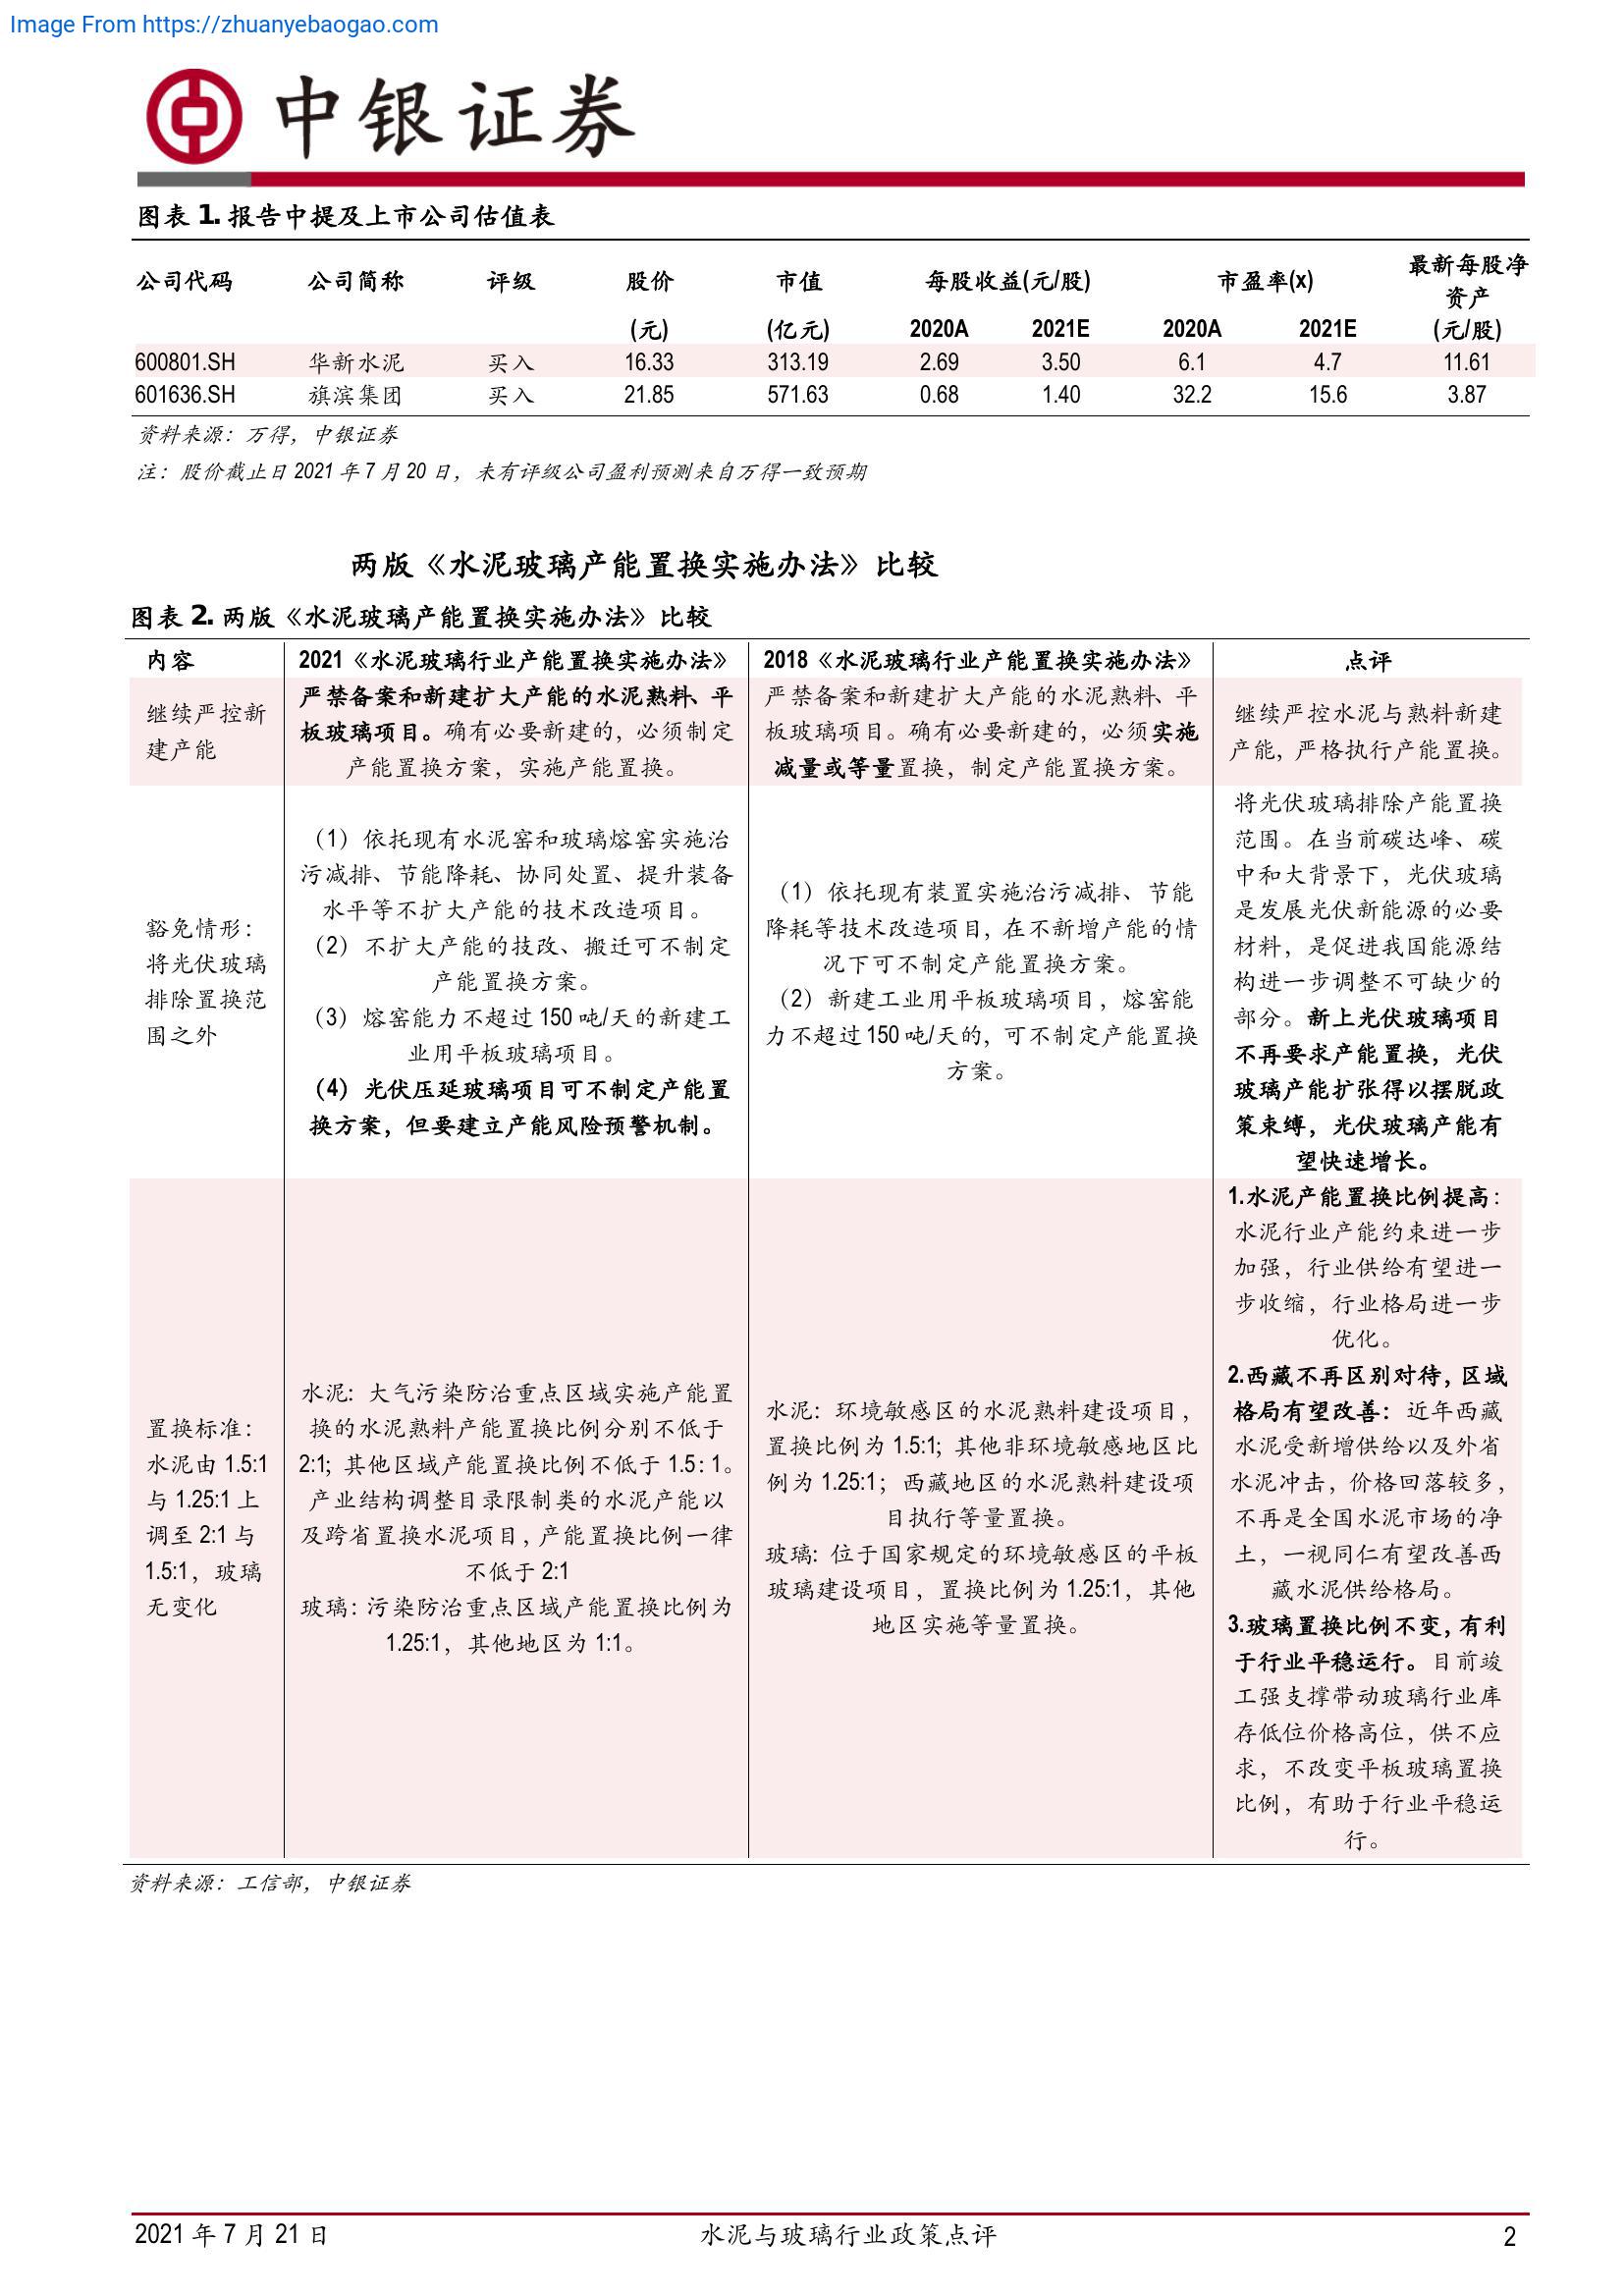 Image From https://zhuanyebaogao.com
中银证券
图表 1. 报告中提及上市公司估值表
公司代码 公司简称 评级 股价 市值 每股收益(元/股) 市盈率(x) 最新每股净资产
(元) (亿元) 2020A 2021E 2020A 2021E (元/股)
600801.SH 华新水泥 买入 16.33 313.19 2.69 3.50 6.1 4.7 11.61
601636.SH 旗滨集团 买入 21.85 571.63 0.68 1.40 32.2 15.6 3.87
资料来源：万得，中银证券
注：股价截止日 2021 年 7 月 20 日，未有评级公司盈利预测来自万得一致预期
两版《水泥玻璃产能置换实施办法》比较
图表 2. 两版《水泥玻璃产能置换实施办法》比较
内容 2021《水泥玻璃行业产能置换实施办法》 2018《水泥玻璃行业产能置换实施办法》 点评
继续严控新
建产能
严禁备案和新建扩大产能的水泥熟料、平
板玻璃项目。确有必要新建的，必须制定
产能置换方案，实施产能置换。
严禁备案和新建扩大产能的水泥熟料、平
板玻璃项目。确有必要新建的，必须实施
减量或等量置换，制定产能置换方案。
继续严控水泥与熟料新建
产能，严格执行产能置换。
豁免情形：
将光伏玻璃
排除置换范
围之外
（1）依托现有水泥窑和玻璃熔窑实施治
污减排、节能降耗、协同处置、提升装备
水平等不扩大产能的技术改造项目。
（2）不扩大产能的技改、搬迁可不制定
产能置换方案。
（3）熔窑能力不超过 150 吨/天的新建工
业用平板玻璃项目。
（4）光伏压延玻璃项目可不制定产能置
换方案，但要建立产能风险预警机制。
（1）依托现有装置实施治污减排、节能
降耗等技术改造项目，在不新增产能的情
况下可不制定产能置换方案。
（2）新建工业用平板玻璃项目，熔窑能
力不超过 150 吨/天的，可不制定产能置换
方案。
将光伏玻璃排除产能置换
范围。在当前碳达峰、碳
中和大背景下，光伏玻璃
是发展光伏新能源的必要
材料，是促进我国能源结
构进一步调整不可缺少的
部分。新上光伏玻璃项目
不再要求产能置换，光伏
玻璃产能扩张得以摆脱政
策束缚，光伏玻璃产能有
望快速增长。
置换标准：
水泥由 1.5:1
与 1.25:1 上
调至 2:1 与
1.5:1，玻璃
无变化
水泥：大气污染防治重点区域实施产能置
换的水泥熟料产能置换比例分别不低于
2:1；其他区域产能置换比例不低于 1.5：1。
产业结构调整目录限制类的水泥产能以
及跨省置换水泥项目，产能置换比例一律
不低于 2:1
玻璃：污染防治重点区域产能置换比例为
1.25:1，其他地区为 1:1。
水泥：环境敏感区的水泥熟料建设项目，
置换比例为 1.5:1；其他非环境敏感地区比
例为 1.25:1；西藏地区的水泥熟料建设项
目执行等量置换。
玻璃：位于国家规定的环境敏感区的平板
玻璃建设项目，置换比例为 1.25:1，其他
地区实施等量置换。
1.水泥产能置换比例提高：
水泥行业产能约束进一步
加强，行业供给有望进一
步收缩，行业格局进一步
优化。
2.西藏不再区别对待，区域
格局有望改善：近年西藏
水泥受新增供给以及外省
水泥冲击，价格回落较多，
不再是全国水泥市场的净
土，一视同仁有望改善西
藏水泥供给格局。
3.玻璃置换比例不变，有利
于行业平稳运行。目前竣
工强支撑带动玻璃行业库
存低位价格高位，供不应
求，不改变平板玻璃置换
比例，有助于行业平稳运
行。
资料来源：工信部，中银证券
2021 年 7 月 21 日 水泥与玻璃行业政策点评 2